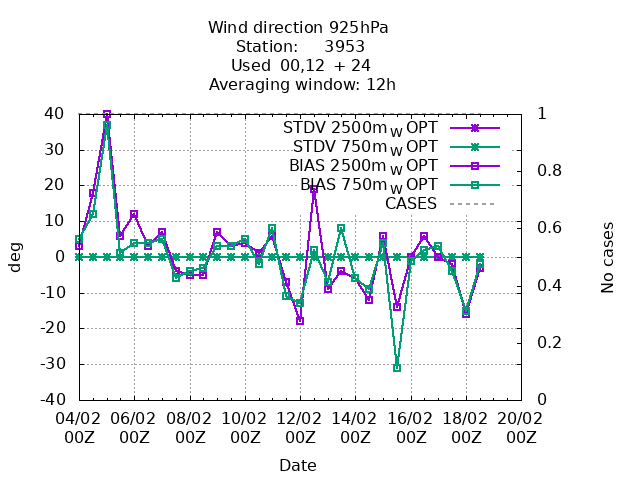 Wind direction 925hPa
Station: 3953
Used 00,12 + 24
Averaging window: 12h
STDV 2500m W OPT
STDV 750m W OPT
BIAS 2500m W OPT
BIAS 750m W OPT
CASES
40
30
20
10
0
-10
-20
-30
-40
deg
1
0.8
0.6
0.4
0.2
0
No cases
04/02 06/02 08/02 10/02 12/02 14/02 16/02 18/02 20/02
00Z 00Z 00Z 00Z 00Z 00Z 00Z 00Z 00Z
Date